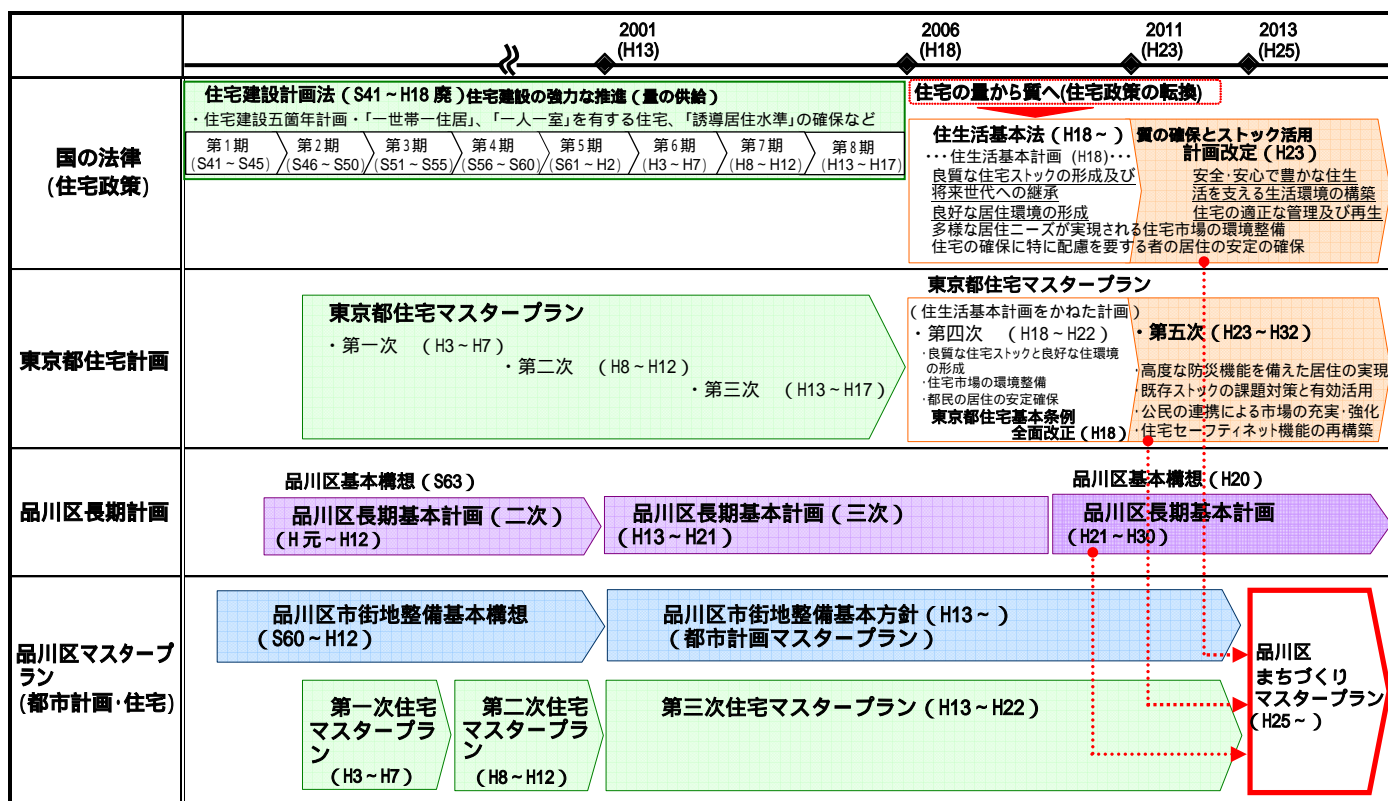 2001
(H13)
2006
(H18)
2011
(H23)
2013
(H25)
国の法律
(住宅政策)
住宅建設計画法(S41~H18 廃)住宅建設の強力な推進(量の供給)
・住宅建設五箇年計画・「一世帯一住居」、「一人一室」を有する住宅、「誘導居住水準」の確保など
第1期
(S41~S45)
第2期
(S46~S50)
第3期
(S51~S55)
第4期
(S56~S60)
第5期
(S61~H2)
第6期
(H3~H7)
第7期
(H8~H12)
第8期
(H13~H17)
住宅の量から質へ(住宅政策の転換)
住生活基本法(H18~ )
･･･住生活基本計画 (H18)･･･
良質な住宅ストックの形成及び
将来世代への継承
良好な居住環境の形成
多様な居住ニーズが実現される住宅市場の環境整備
住宅の確保に特に配慮を要する者の居住の安定の確保
質の確保とストック活用
計画改定(H23)
安全・安心で豊かな住生
活を支える生活環境の構築
住宅の適正な管理及び再生
東京都住宅計画
東京都住宅マスタープラン
・第一次 (H3~H7)
・第二次 (H8~H12)
・第三次 (H13~H17)
東京都住宅マスタープラン
(住生活基本計画をかねた計画)
・第四次 (H18~H22)
・良質な住宅ストックと良好な住環境
の形成
・住宅市場の環境整備
・都民の居住の安定確保
東京都住宅基本条例
全面改正(H18)
・第五次(H23~H32)
・高度な防災機能を備えた居住の実現
・既存ストックの課題対策と有効活用
・公民の連携による市場の充実・強化
・住宅セーフティネット機能の再構築
品川区長期計画
品川区基本構想(S63)
品川区長期基本計画(二次)
(H元~H12)
品川区長期基本計画(三次)
(H13~H21)
品川区基本構想(H20)
品川区長期基本計画
(H21~H30)
品川区マスタープ
ラン
(都市計画・住宅)
品川区市街地整備基本構想
(S60~H12)
品川区市街地整備基本方針(H13~ )
(都市計画マスタープラン)
第一次住宅
マスタープラ
ン
(H3~H7)
第二次住宅
マスタープラ
ン
(H8~H12)
第三次住宅マスタープラン(H13~H22)
品川区
まちづくり
マスタープラン
(H25~ )